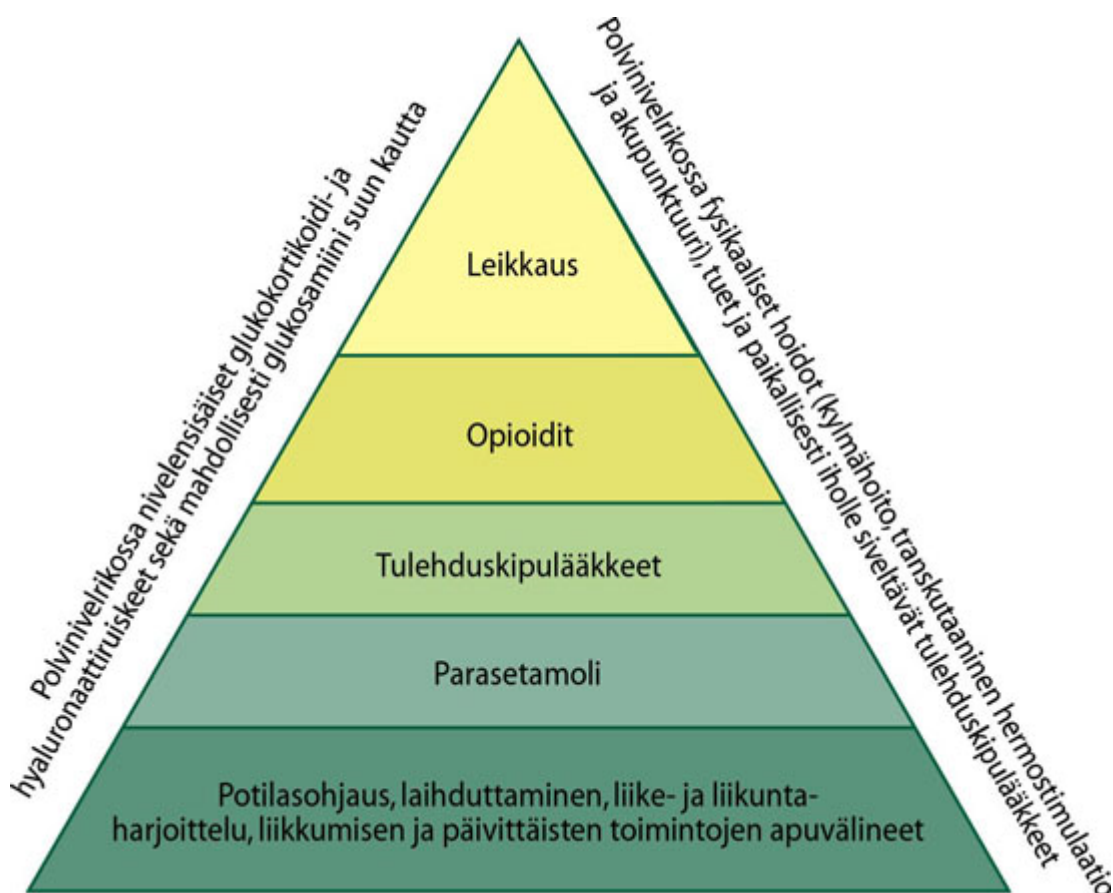 Polvinivelrikossa nivelensisäiset glukokortikoidi- ja
hyaluronaattiruiskeet sekä mahdollisesti glukosamiini suun kautta
Polvinivelrikossa fysikaaliset hoidot (kylmähoito, transkutaaninen hermostimulaatio
ja akupunktuuri), tuet ja paikallisesti iholle siveltävät tulehduskipulääkkeet
Leikkaus
Opioidit
Tulehduskipulääkkeet
Parasetamoli
Potilasohjaus, laihduttaminen, liike- ja liikunta-
harjoittelu, liikkumisen ja päivittäisten toimintojen apuvälineet